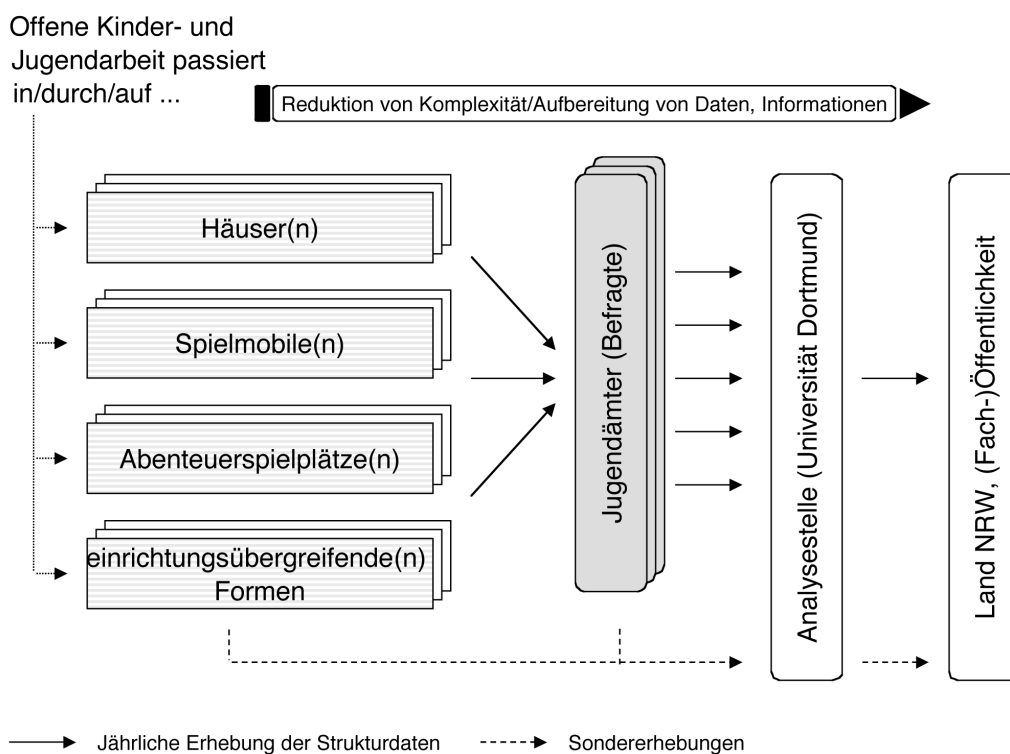 Offene Kinder- und
Jugendarbeit passiert
in/durch/auf ...
Reduktion von Komplexität/Aufbereitung von Daten, Informationen
Häuser(n)
Spielmobile(n)
Abenteuerspielplätze(n)
einrichtungsübergreifende(n)
Formen
Jugendämter (Befragte)
Analysestelle (Universität Dortmund)
Land NRW, (Fach-)Öffentlichkeit
Jährliche Erhebung der Strukturdaten
Sondererhebungen